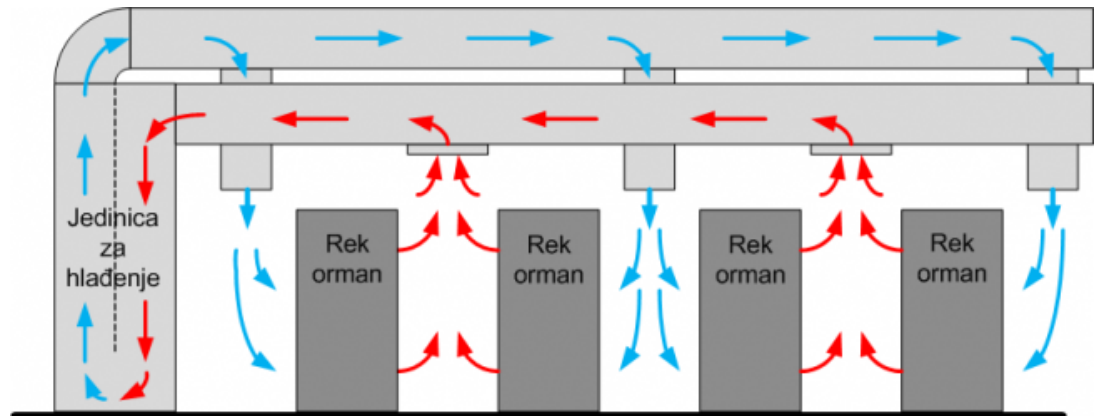 Jedinica
za
hlađenje
Rek
orman
Rek
orman
Rek
orman
Rek
orman